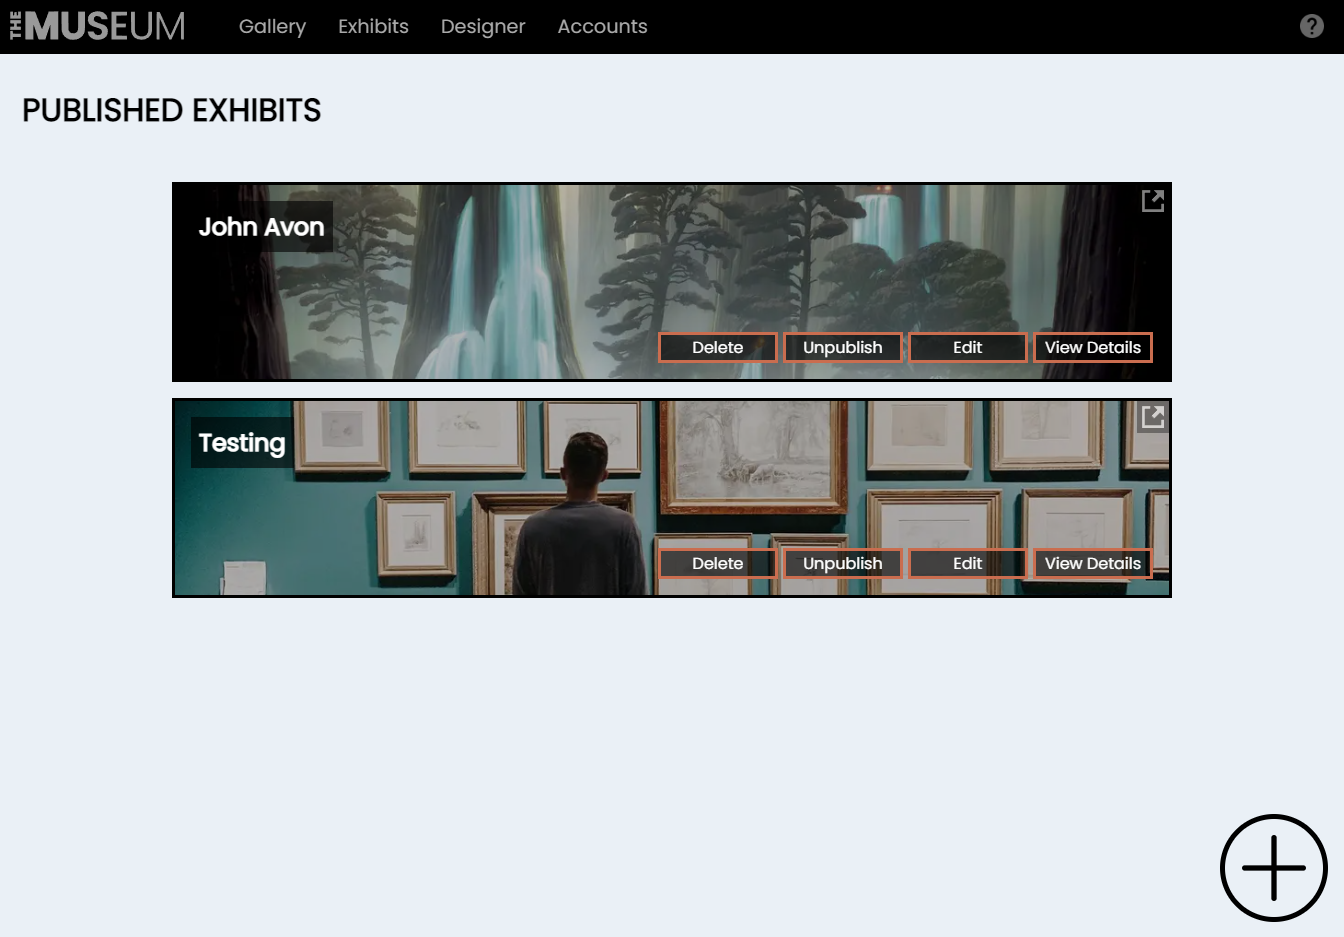 THE MUSEUM
Gallery Exhibits Designer Accounts
?
PUBLISHED EXHIBITS
John Avon
Delete Unpublish Edit View Details
Testing
Delete Unpublish Edit View Details